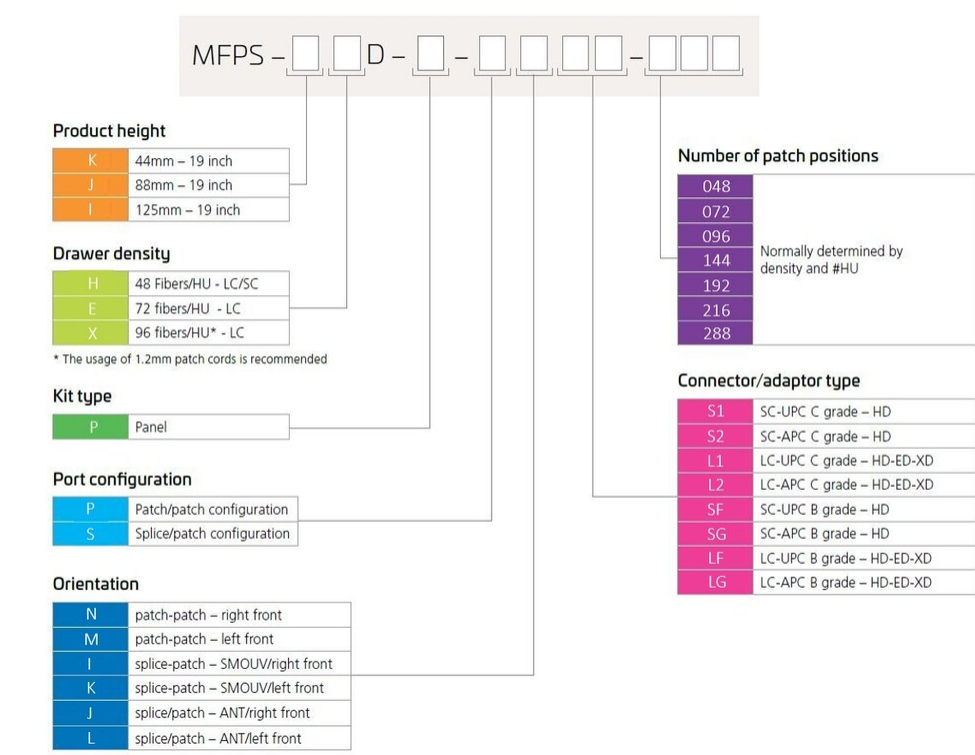 MFPS – D – – –
Product height
K 44mm – 19 inch
J 88mm – 19 inch
I 125mm – 19 inch
Drawer density
H 48 Fibers/HU - LC/SC
E 72 fibers/HU - LC
X 96 fibers/HU* - LC
* The usage of 1.2mm patch cords is recommended
Kit type
P Panel
Port configuration
P Patch/patch configuration
S Splice/patch configuration
Orientation
N patch-patch – right front
M patch-patch – left front
I splice-patch – SMOUV/right front
K splice-patch – SMOUV/left front
J splice/patch – ANT/right front
L splice/patch – ANT/left front
Number of patch positions
048
072
096
144
192
216
288
Normally determined by
density and #HU
Connector/adaptor type
S1 SC-UPC C grade – HD
S2 SC-APC C grade – HD
L1 LC-UPC C grade – HD-ED-XD
L2 LC-APC C grade – HD-ED-XD
SF SC-UPC B grade – HD
SG SC-APC B grade – HD
LF LC-UPC B grade – HD-ED-XD
LG LC-APC B grade – HD-ED-XD